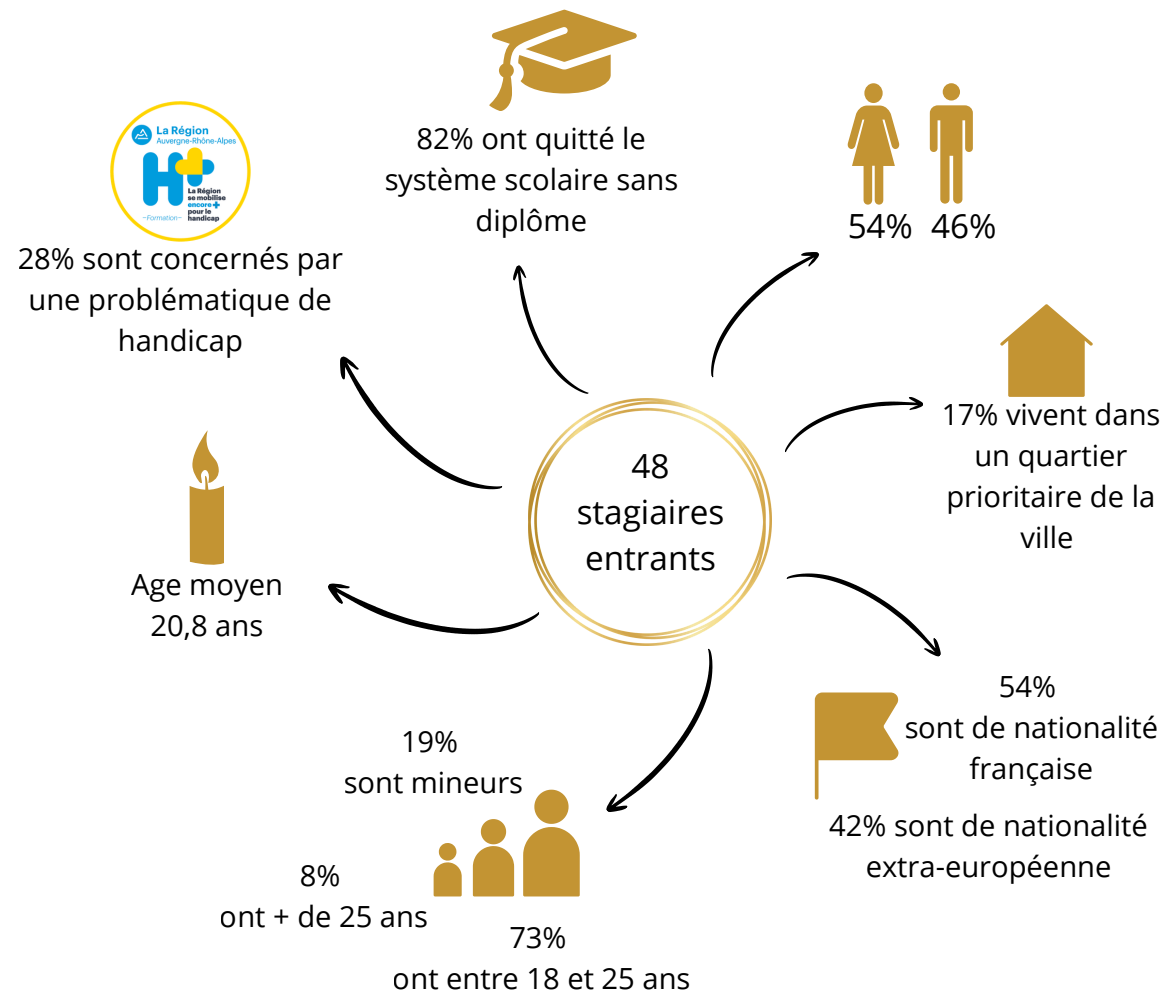 82% ont quitté le
système scolaire sans
diplôme
54% 46%
La Région
Auvergne-Rhône-Alpes
H+
La Région
se mobilise
encore +
pour le
handicap
-Formation-
28% sont concernés par
une problématique de
handicap
17% vivent dans
un quartier
prioritaire de la
ville
48
stagiaires
entrants
Age moyen
20,8 ans
54%
sont de nationalité
française
42% sont de nationalité
extra-européenne
19%
sont mineurs
8%
ont + de 25 ans
73%
ont entre 18 et 25 ans